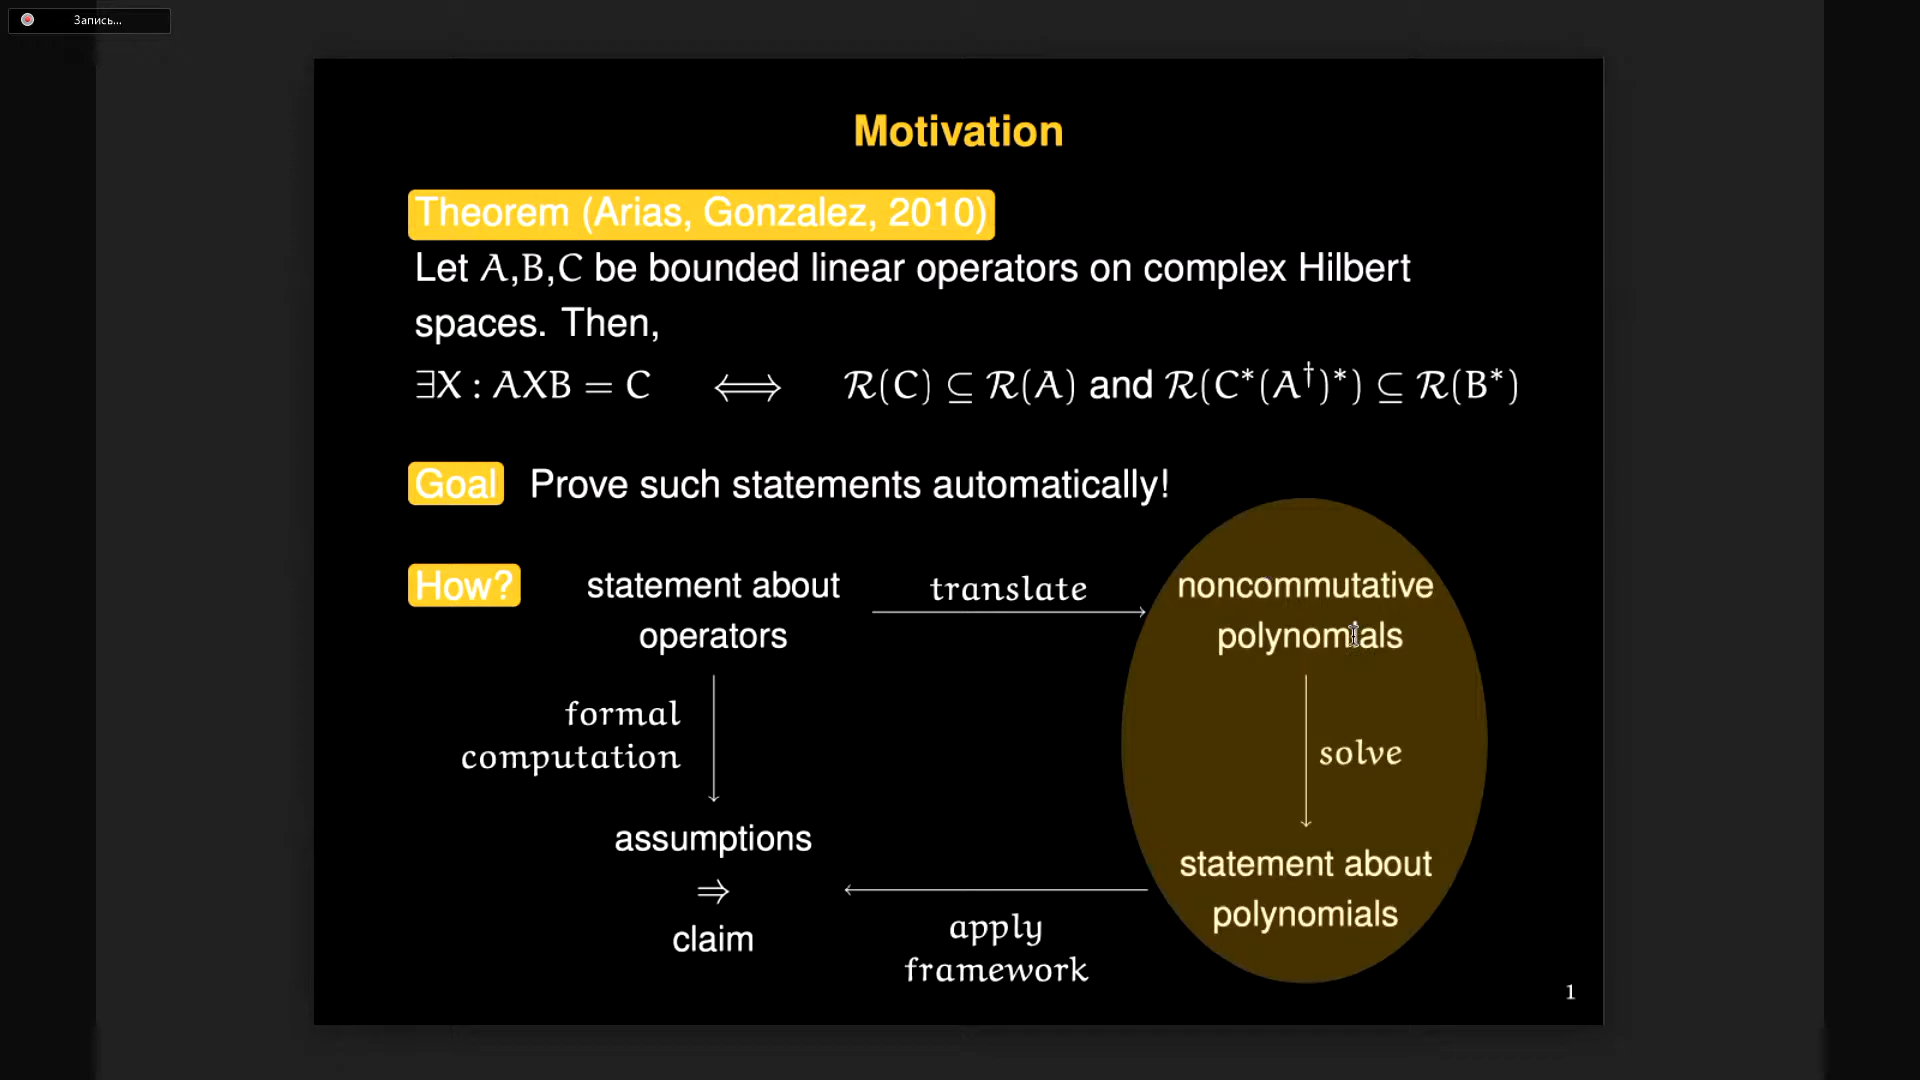 Запись...
Motivation
Theorem (Arias, Gonzalez, 2010)
Let A,B,C be bounded linear operators on complex Hilbert
spaces. Then,
∃X : AXB = C ⟺ ℛ(C) ⊆ ℛ(A) and ℛ(C*(A†)*) ⊆ ℛ(B*)
Goal Prove such statements automatically!
How? statement about translate noncommutative
operators polynomials
formal
computation solve
assumptions
⇒ statement about
claim polynomials
apply
framework
1